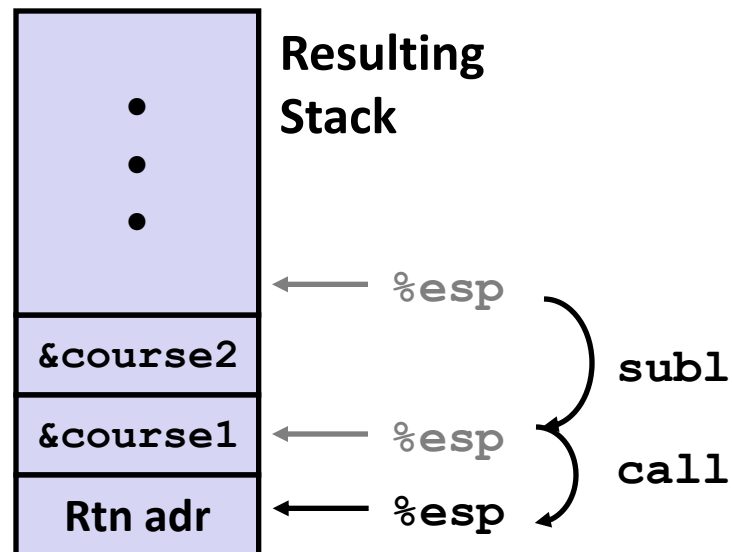 Resulting
Stack
%esp
&course2
subl
&course1
%esp
call
Rtn adr
%esp